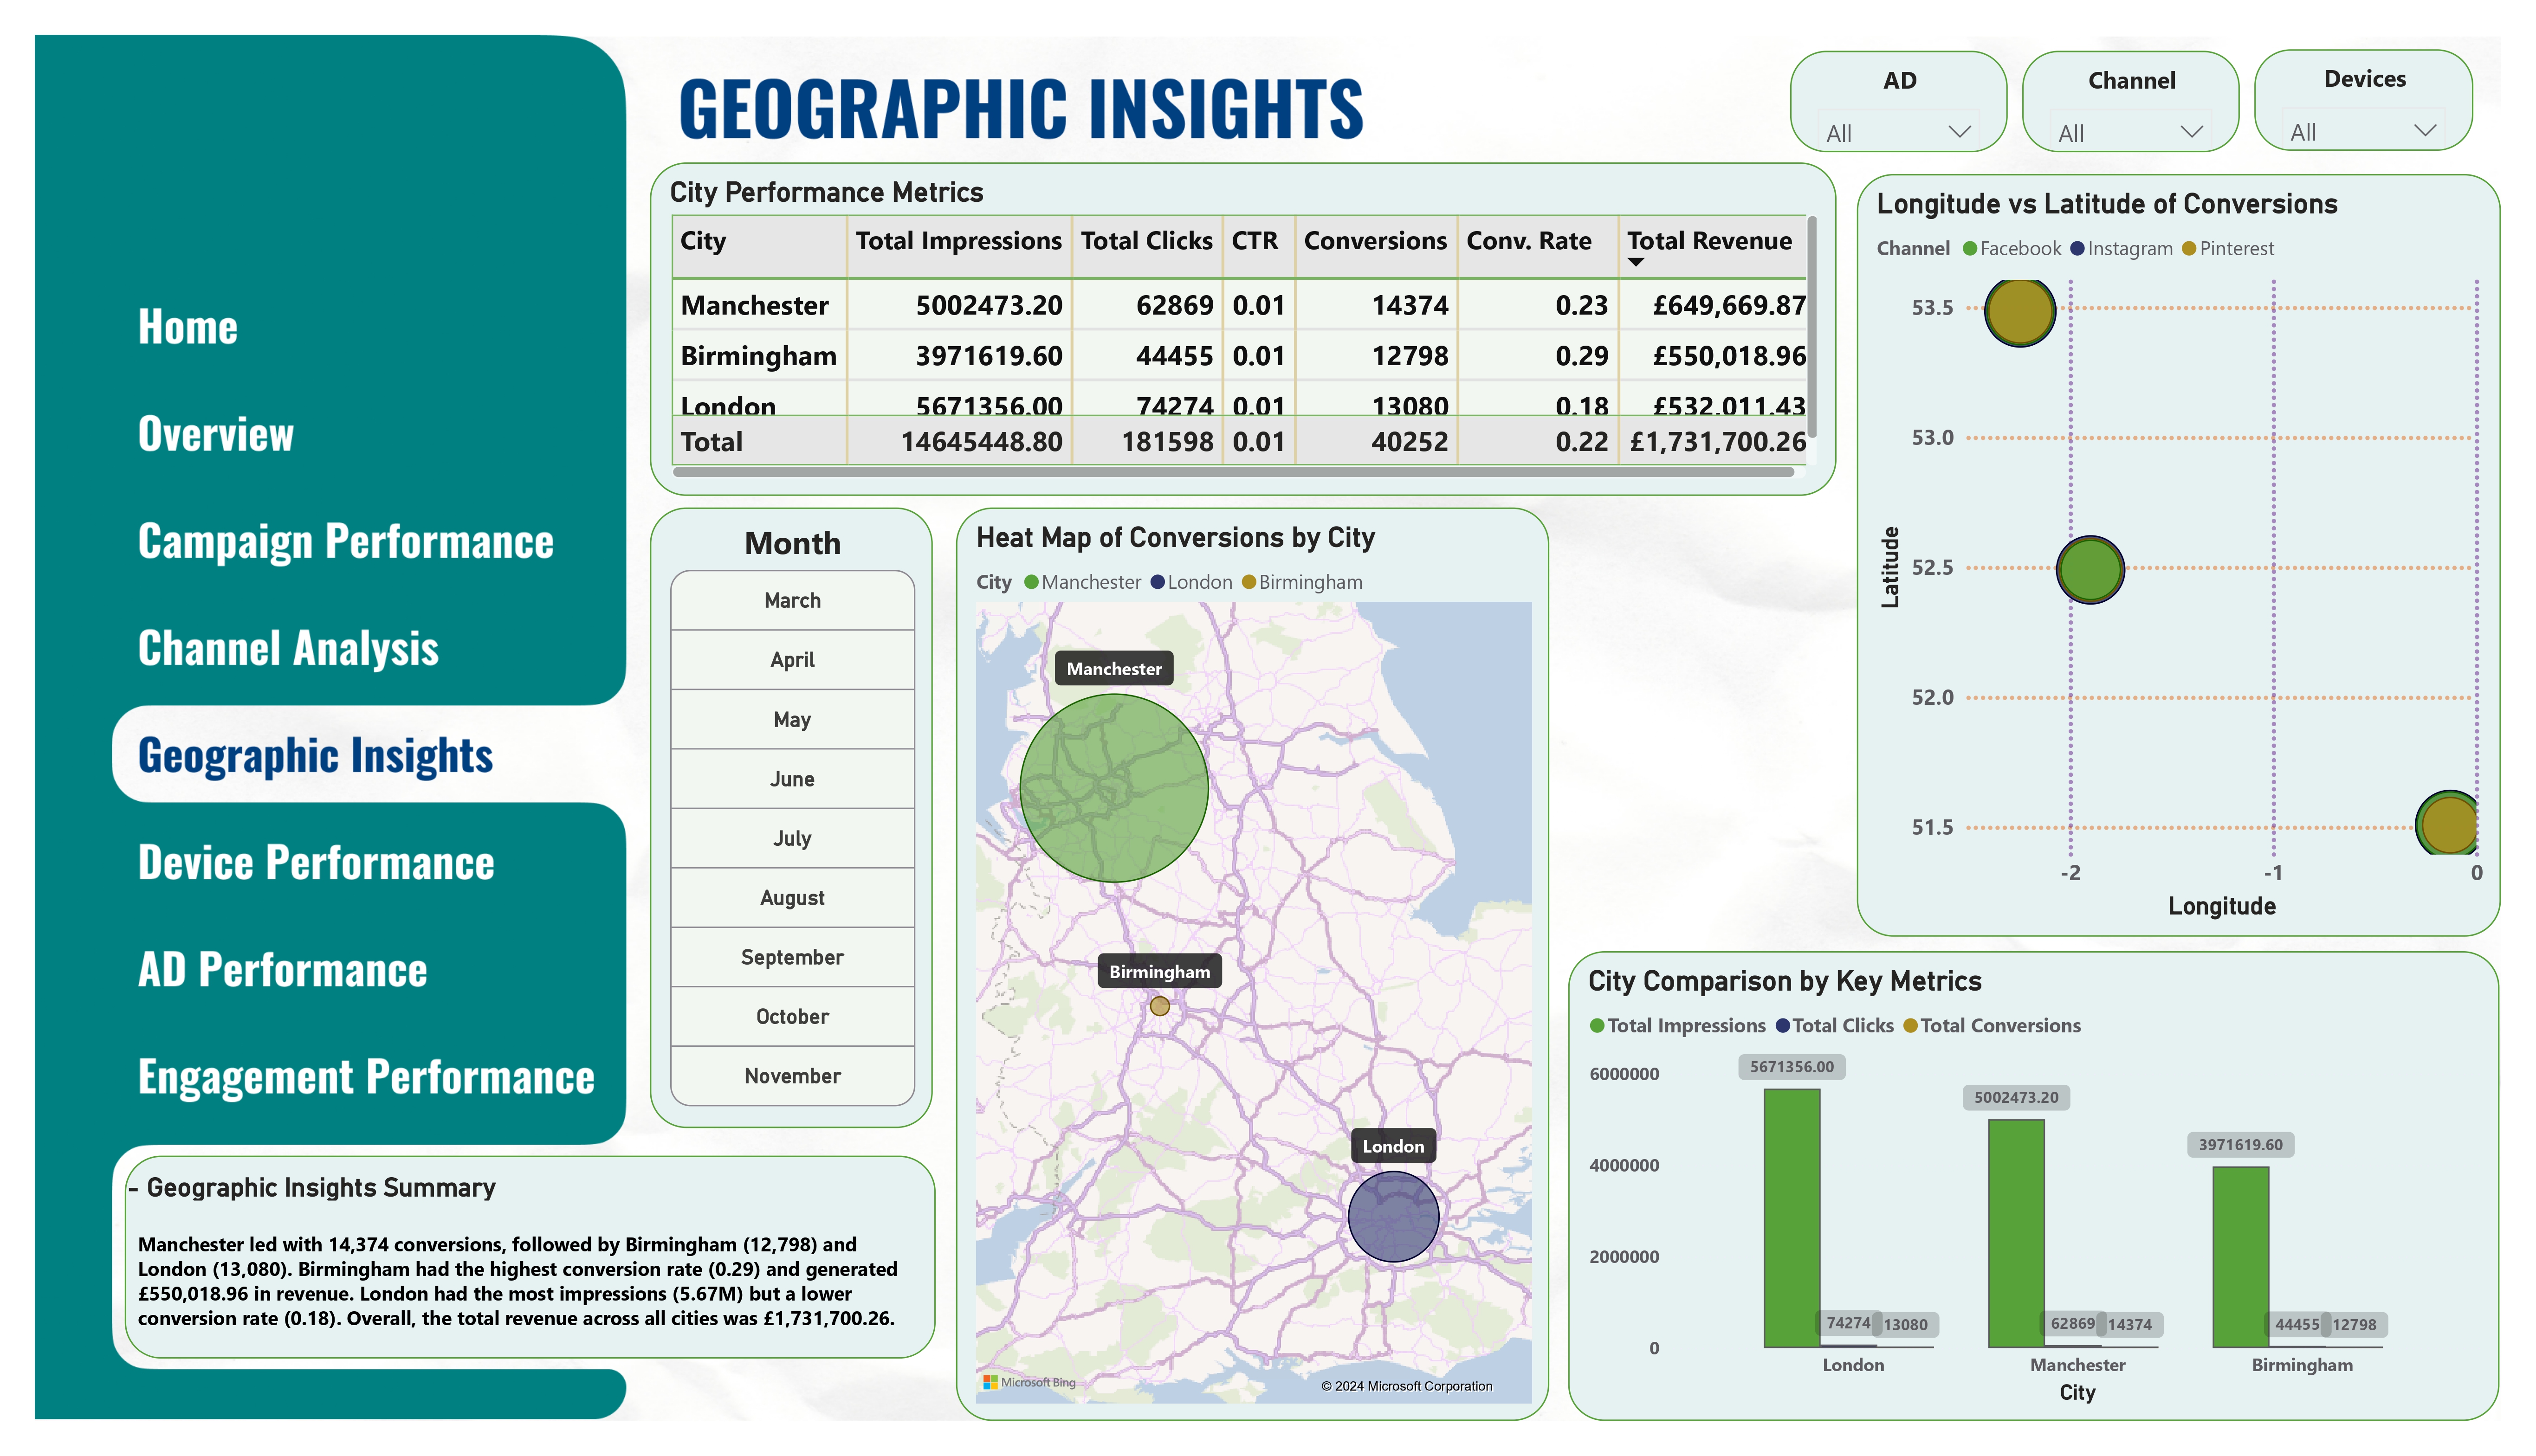 GEOGRAPHIC INSIGHTS
AD
All
Channel
All
Devices
All
Home
Overview
Campaign Performance
Channel Analysis
Geographic Insights
Device Performance
AD Performance
Engagement Performance
- Geographic Insights Summary
Manchester led with 14,374 conversions, followed by Birmingham (12,798) and
London (13,080). Birmingham had the highest conversion rate (0.29) and generated
£550,018.96 in revenue. London had the most impressions (5.67M) but a lower
conversion rate (0.18). Overall, the total revenue across all cities was £1,731,700.26.
City Performance Metrics
City Total Impressions Total Clicks CTR Conversions Conv. Rate Total Revenue
Manchester 5002473.20 62869 0.01 14374 0.23 £649,669.87
Birmingham 3971619.60 44455 0.01 12798 0.29 £550,018.96
London 5671356.00 74274 0.01 13080 0.18 £532,011.43
Total 14645448.80 181598 0.01 40252 0.22 £1,731,700.26
Month
March
April
May
June
July
August
September
October
November
Heat Map of Conversions by City
City Manchester London Birmingham
Manchester
Birmingham
London
Microsoft Bing
© 2024 Microsoft Corporation
Longitude vs Latitude of Conversions
Channel Facebook Instagram Pinterest
Latitude
53.5
53.0
52.5
52.0
51.5
-2 -1 0
Longitude
City Comparison by Key Metrics
Total Impressions Total Clicks Total Conversions
6000000
4000000
2000000
0
5671356.00
5002473.20
3971619.60
74274 13080 62869 14374 44455 12798
London Manchester Birmingham
City